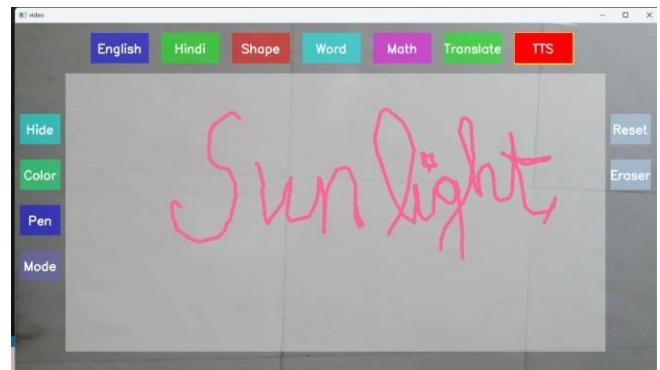 video
English Hindi Shape Word Math Translate TTS
Hide
Reset
Color
Eraser
Pen
Mode
Sunlight